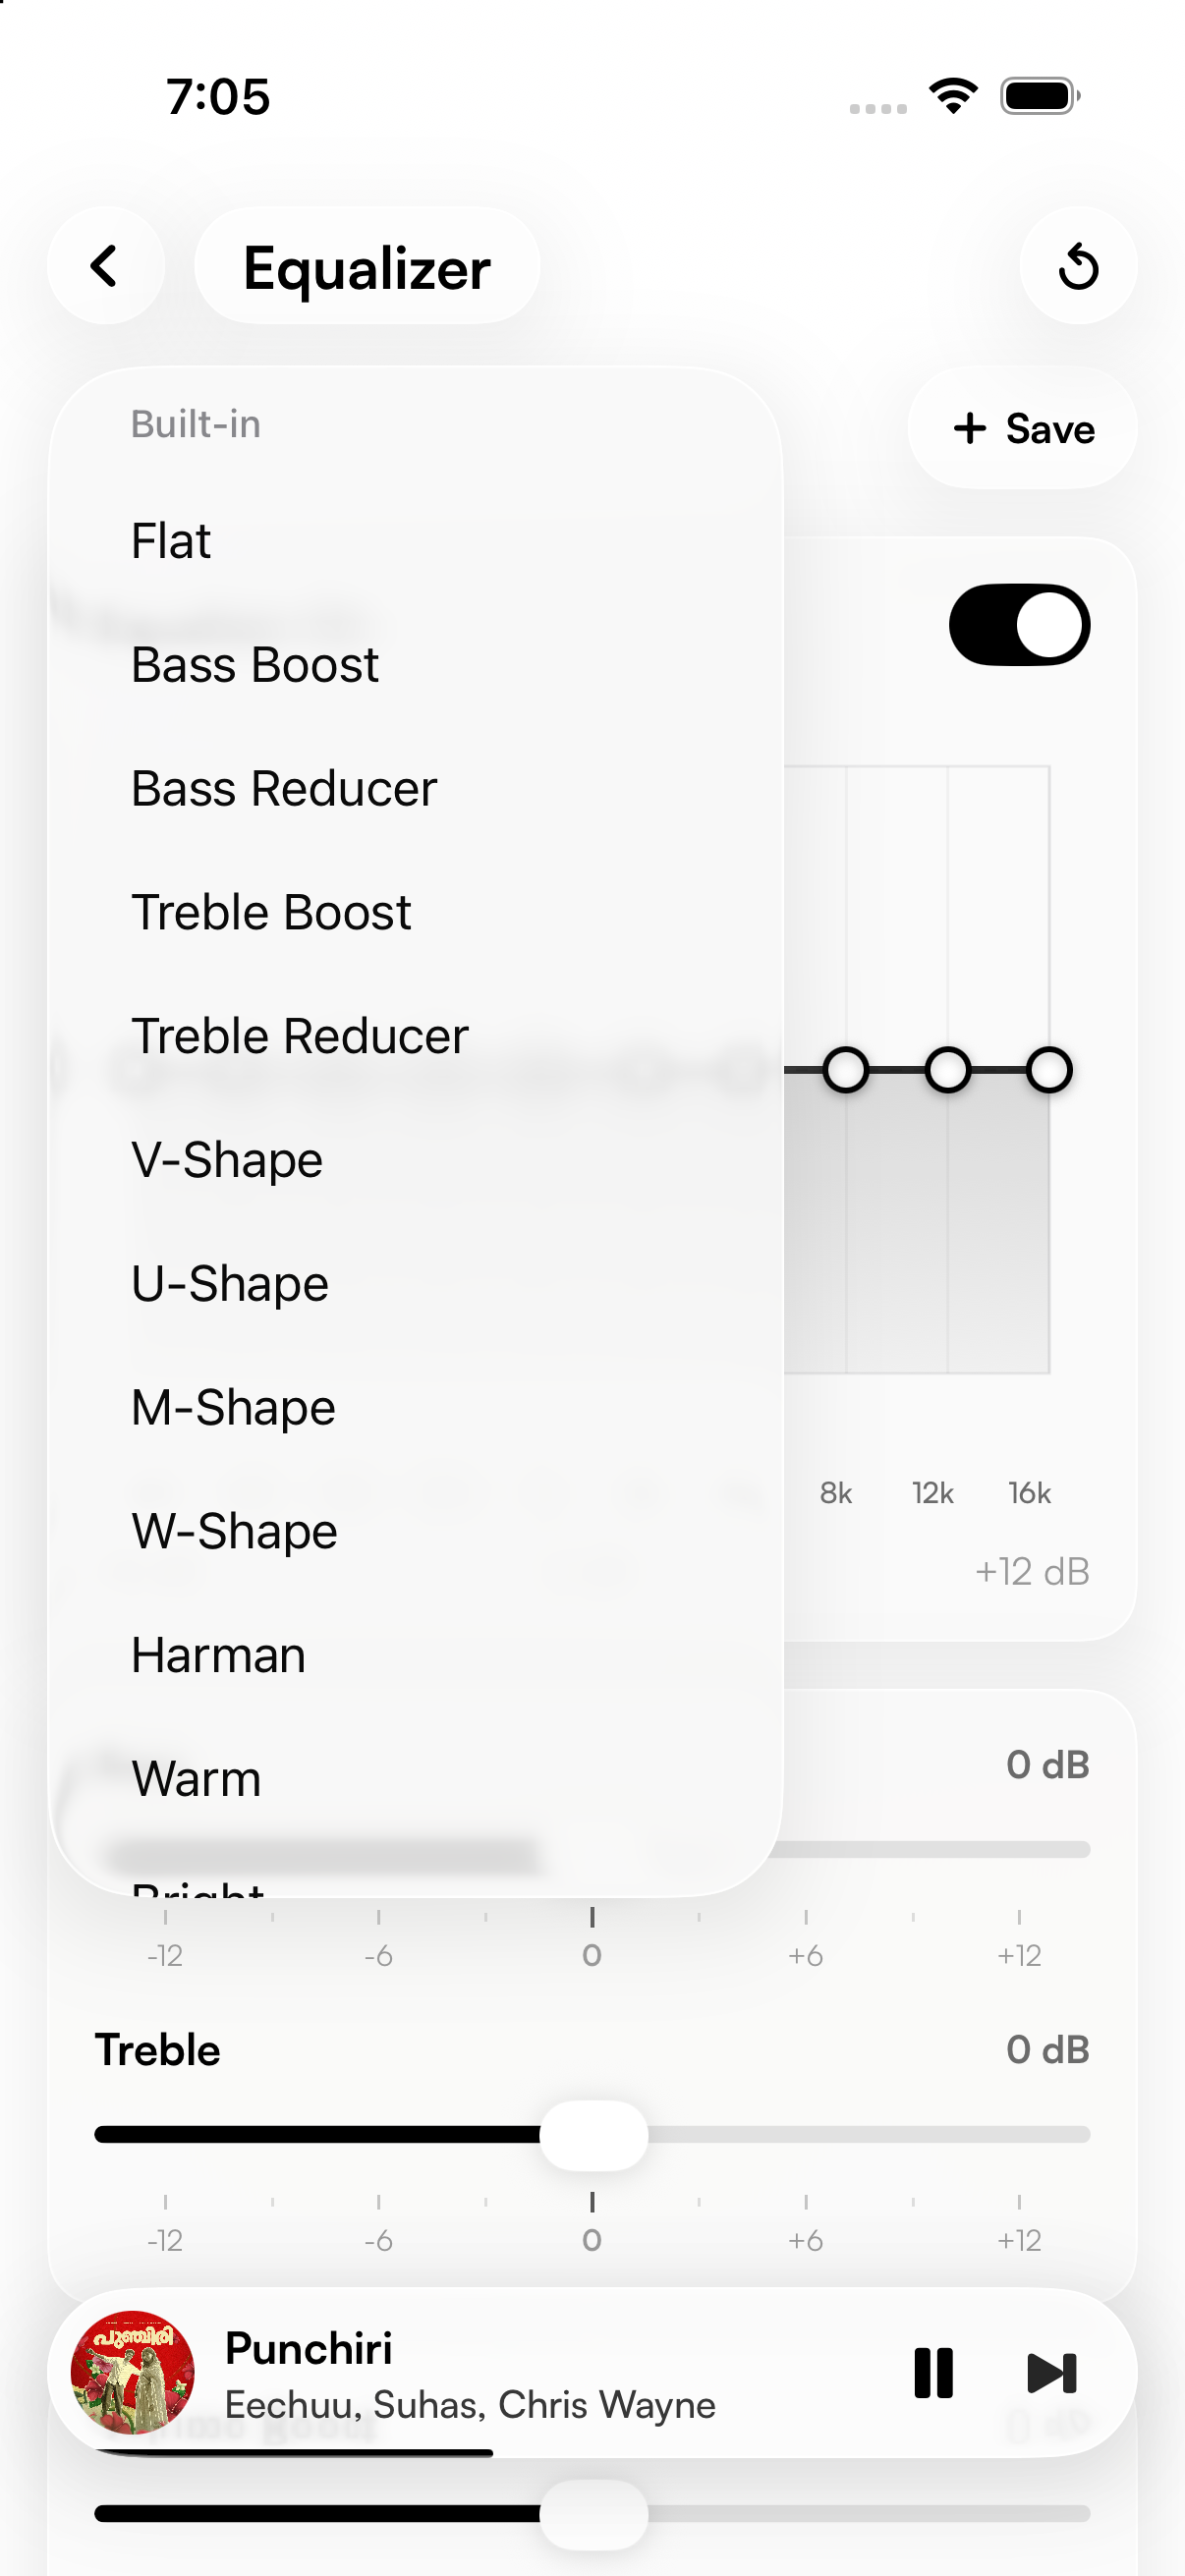 7:05
Equalizer
Built-in
+ Save
Flat
Bass Boost
Bass Reducer
Treble Boost
Treble Reducer
V-Shape
U-Shape
M-Shape
8k 12k 16k
W-Shape
+12 dB
Harman
0 dB
Warm
Bright
-12 -6 0 +6 +12
Treble 0 dB
-12 -6 0 +6 +12
പുഞ്ചിരി
Punchiri
Eechuu, Suhas, Chris Wayne